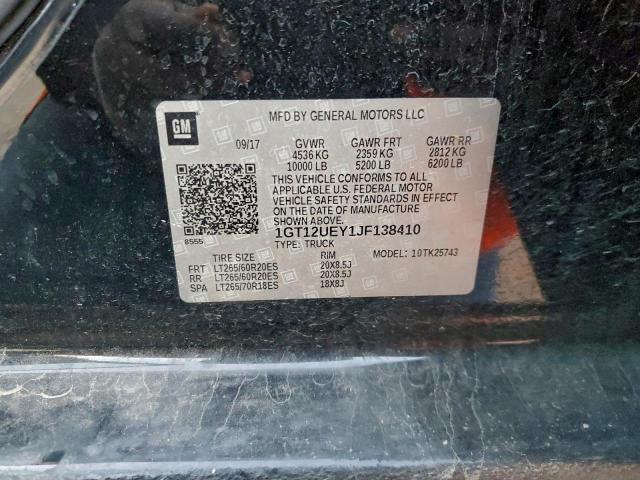 GM
MFD BY GENERAL MOTORS LLC
09/17 GVWR GAWR FRT GAWR RR
4536 KG 2359 KG 2812 KG
10000 LB 5200 LB 6200 LB
THIS VEHICLE CONFORMS TO ALL
APPLICABLE U.S. FEDERAL MOTOR
VEHICLE SAFETY STANDARDS IN EFFECT
ON THE DATE OF MANUFACTURE
SHOWN ABOVE.
8555
1GT12UEY1JF138410
TYPE: TRUCK MODEL: 10TK25743
TIRE SIZE RIM
FRT LT265/60R20ES 20X8.5J
RR LT265/60R20ES 20X8.5J
SPA LT265/70R18ES 18X8J